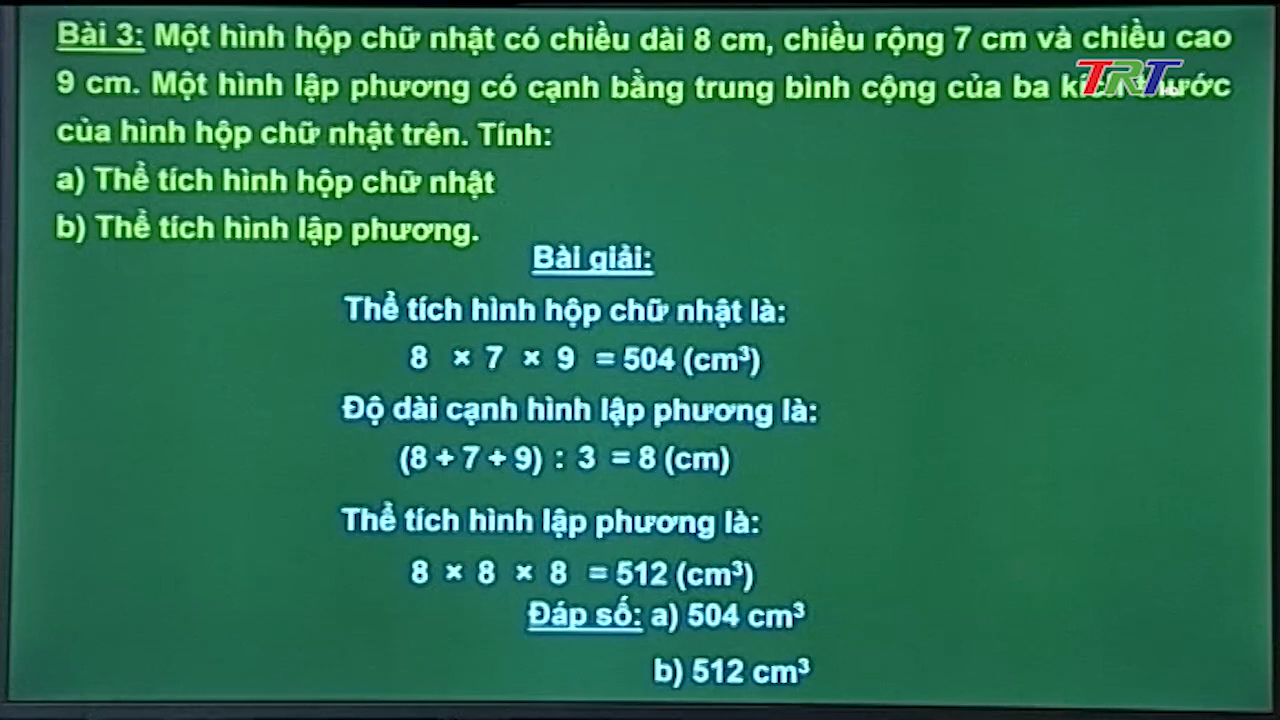 Bài 3: Một hình hộp chữ nhật có chiều dài 8 cm, chiều rộng 7 cm và chiều cao
9 cm. Một hình lập phương có cạnh bằng trung bình cộng của ba
TRT
của hình hộp chữ nhật trên. Tính:
a) Thể tích hình hộp chữ nhật
b) Thể tích hình lập phương.
Bài giải:
Thể tích hình hộp chữ nhật là:
8 × 7 × 9 = 504 (cm³)
Độ dài cạnh hình lập phương là:
(8 + 7 + 9) : 3 = 8 (cm)
Thể tích hình lập phương là:
8 × 8 × 8 = 512 (cm³)
Đáp số: a) 504 cm³
b) 512 cm³